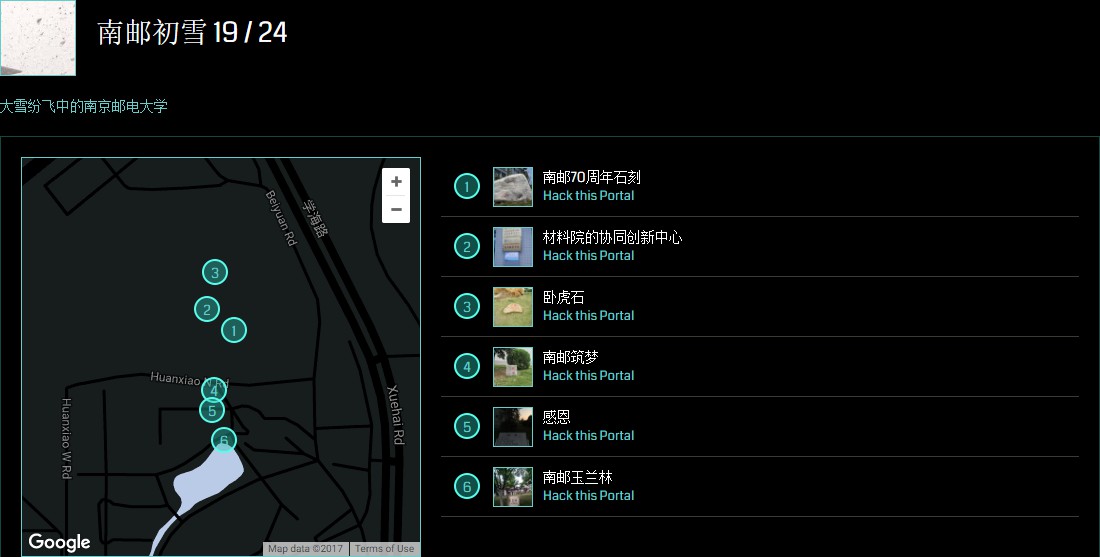 南邮初雪 19 / 24
大雪纷飞中的南京邮电大学
Beiyuan Rd
学海路
+
−
3
2
1
Huanxiao N Rd
4
5
6
Huanxiao W Rd
Xuehai Rd
Google
Map data ©2017
Terms of Use
1
南邮70周年石刻
Hack this Portal
2
材料院的协同创新中心
Hack this Portal
3
卧虎石
Hack this Portal
4
南邮筑梦
Hack this Portal
5
感恩
Hack this Portal
6
南邮玉兰林
Hack this Portal